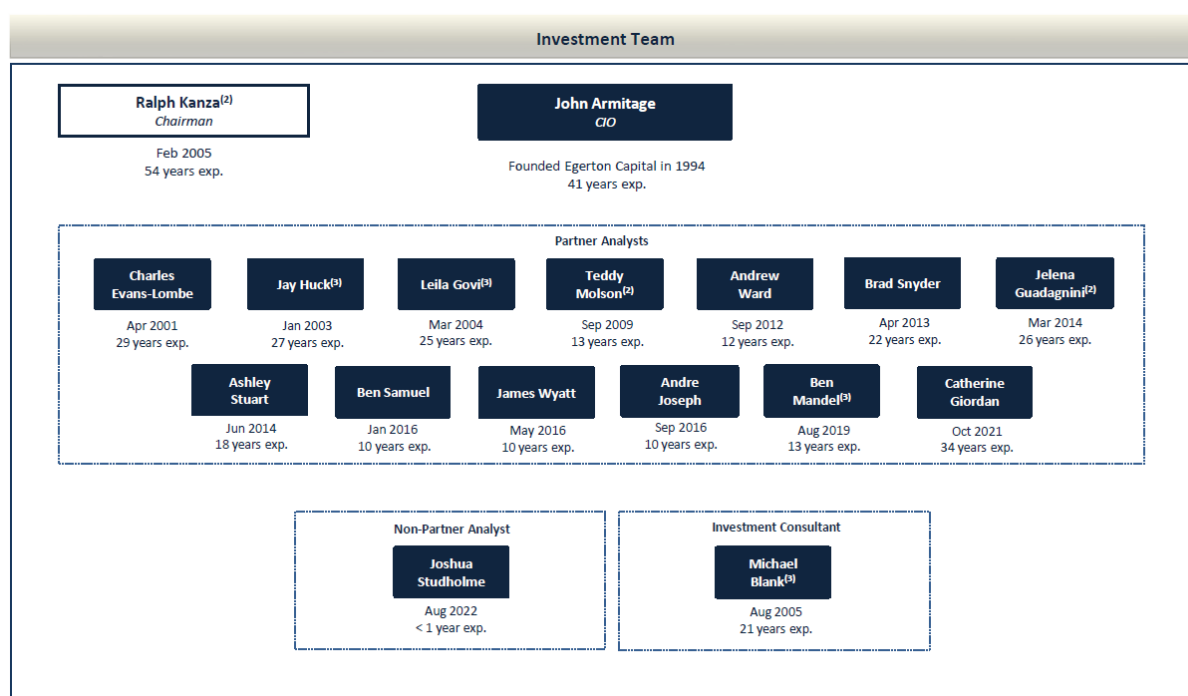 Investment Team
Ralph Kanza(2)
Chairman
Feb 2005
54 years exp.
John Armitage
CIO
Founded Egerton Capital in 1994
41 years exp.
Partner Analysts
Charles
Evans-Lombe
Apr 2001
29 years exp.
Jay Huck(3)
Jan 2003
27 years exp.
Leila Govi(3)
Mar 2004
25 years exp.
Teddy
Molson(2)
Sep 2009
13 years exp.
Andrew
Ward
Sep 2012
12 years exp.
Brad Snyder
Apr 2013
22 years exp.
Jelena
Guadagnini(2)
Mar 2014
26 years exp.
Ashley
Stuart
Jun 2014
18 years exp.
Ben Samuel
Jan 2016
10 years exp.
James Wyatt
May 2016
10 years exp.
Andre
Joseph
Sep 2016
10 years exp.
Ben
Mandel(3)
Aug 2019
13 years exp.
Catherine
Giordan
Oct 2021
34 years exp.
Non-Partner Analyst
Joshua
Studholme
Aug 2022
< 1 year exp.
Investment Consultant
Michael
Blank(3)
Aug 2005
21 years exp.